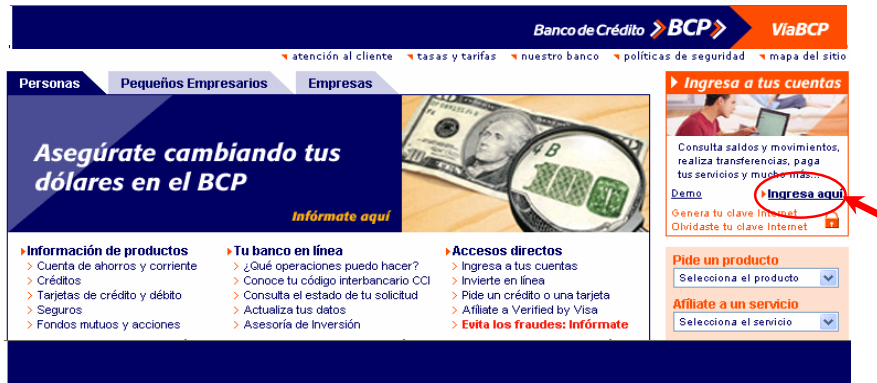 Banco de Crédito BCP ViaBCP
atención al cliente tasas y tarifas nuestro banco políticas de seguridad mapa del sitio
Personas Pequeños Empresarios Empresas
Asegúrate cambiando tus
dólares en el BCP
Infórmate aquí
Ingresa a tus cuentas
Consulta saldos y movimientos,
realiza transferencias, paga
tus servicios y mucho más...
Demo Ingresa aquí
Genera tu clave Internet
Olvidaste tu clave Internet
Información de productos
> Cuenta de ahorros y corriente
> Créditos
> Tarjetas de crédito y débito
> Seguros
> Fondos mutuos y acciones
Tu banco en línea
> ¿Qué operaciones puedo hacer?
> Conoce tu código interbancario CCI
> Consulta el estado de tu solicitud
> Actualiza tus datos
> Asesoría de Inversión
Accesos directos
> Ingresa a tus cuentas
> Invierte en línea
> Pide un crédito o una tarjeta
> Afíliate a Verified by Visa
> Evita los fraudes: Infórmate
Pide un producto
Selecciona el producto
Afíliate a un servicio
Selecciona el servicio
4 B
100